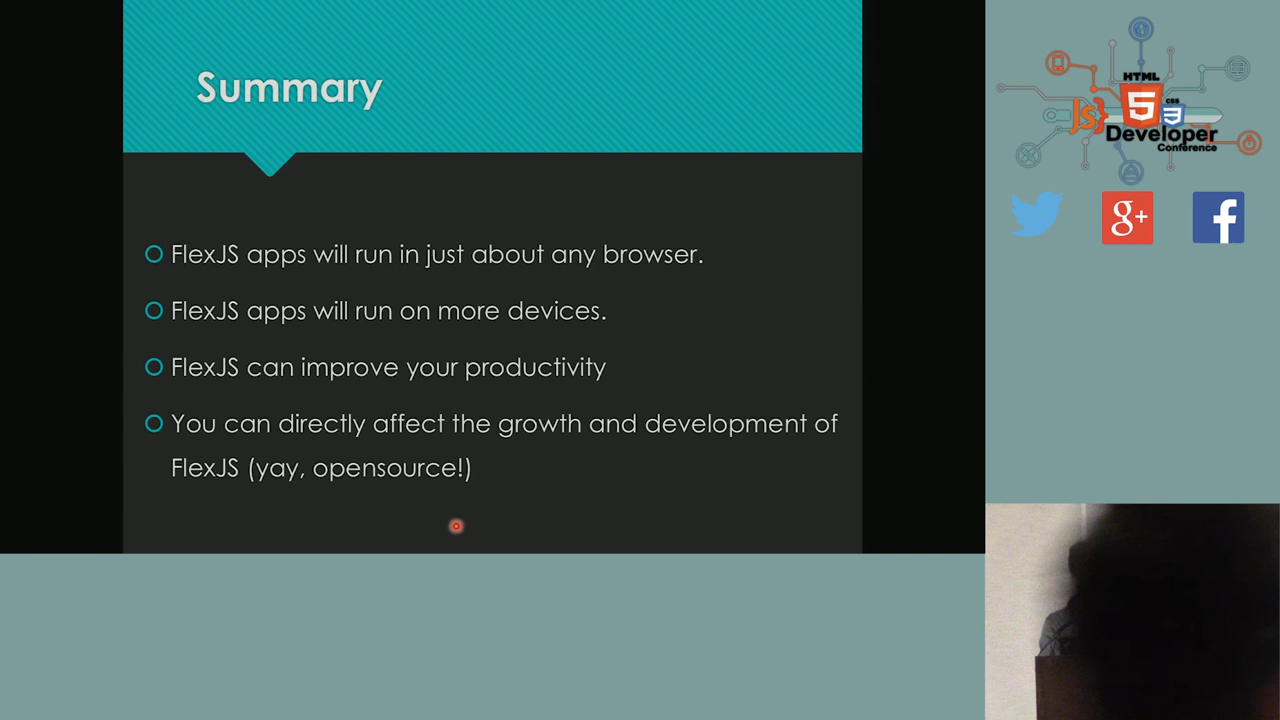 Summary
FlexJS apps will run in just about any browser.
FlexJS apps will run on more devices.
FlexJS can improve your productivity
You can directly affect the growth and development of
FlexJS (yay, opensource!)
HTML
JS} 5 CSS 3
Developer
Conference
g+
f